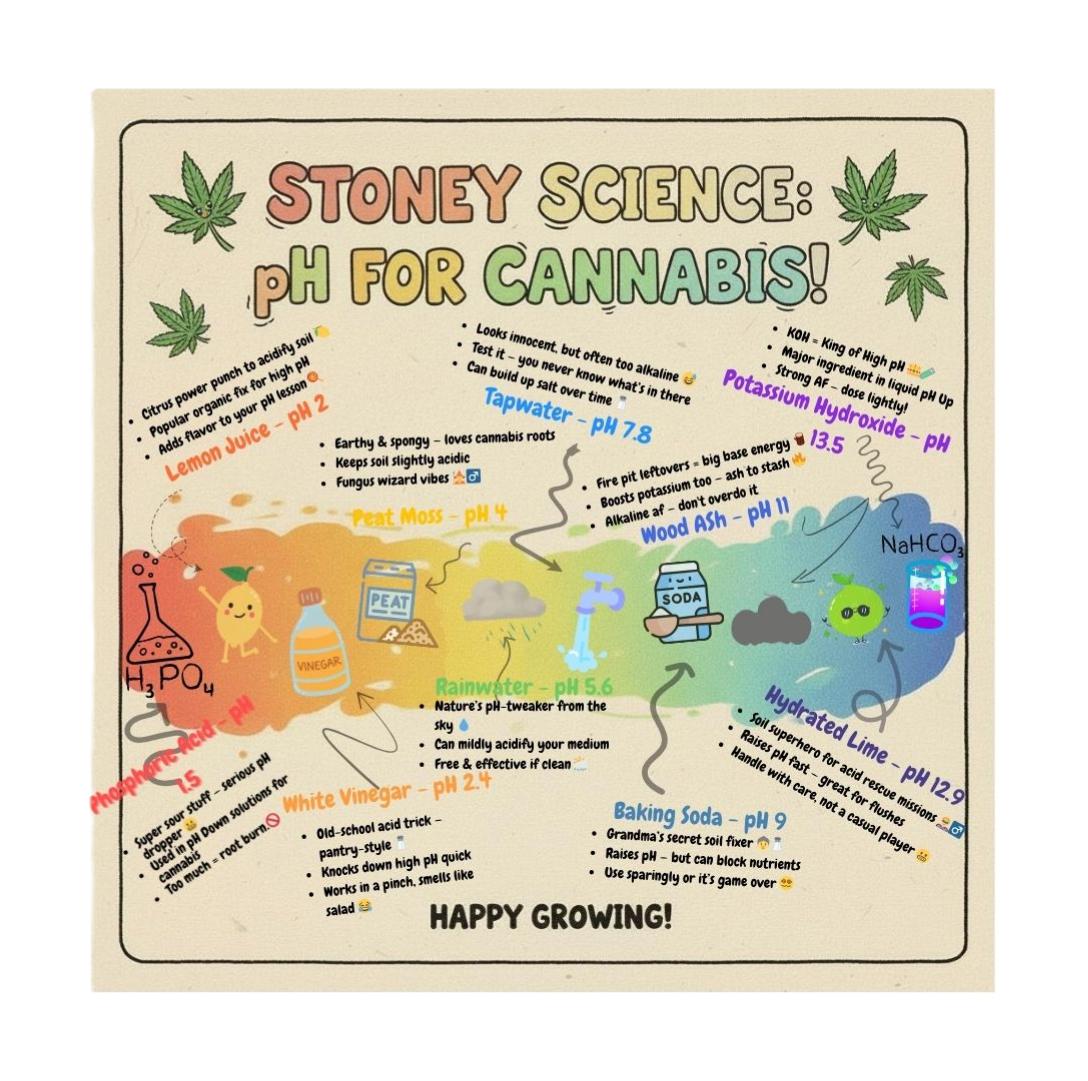 STONEY SCIENCE:
pH FOR CANNABIS!
• Citrus power punch to acidify soil 🍋
• Popular organic fix for high pH
• Adds flavor to your pH lesson 🍭
Lemon Juice – pH 2
• Looks innocent, but often too alkaline 😅
• Test it – you never know what's in there
• Can build up salt over time 🧂
Tapwater – pH 7.8
• KOH = King of High pH
• Major ingredient in liquid pH Up
• Strong AF – dose lightly!
Potassium Hydroxide – pH
13.5
• Earthy & spongy – loves cannabis roots
• Keeps soil slightly acidic
• Fungus wizard vibes
Peat Moss – pH 4
• Fire pit leftovers = big base energy
• Boosts potassium too – ash to stash 🔥
• Alkaline af – don't overdo it
Wood ASh – pH 11
NaHCO₃
PEAT
SODA
VINEGAR
H₃PO₄
Phosphoric Acid – pH
1.5
• Super sour stuff – serious pH
dropper
• Used in pH Down solutions for
cannabis
• Too much = root burn 🚫
Rainwater – pH 5.6
• Nature's pH-tweaker from the
sky 💧
• Can mildly acidify your medium
• Free & effective if clean
White Vinegar – pH 2.4
• Old-school acid trick –
pantry-style 🧂
• Knocks down high pH quick
• Works in a pinch, smells like
salad 😂
Hydrated Lime – pH 12.9
• Soil superhero for acid rescue missions
• Raises pH fast – great for flushes
• Handle with care, not a casual player
Baking Soda – pH 9
• Grandma's secret soil fixer 👵🧂
• Raises pH – but can block nutrients
• Use sparingly or it's game over
HAPPY GROWING!